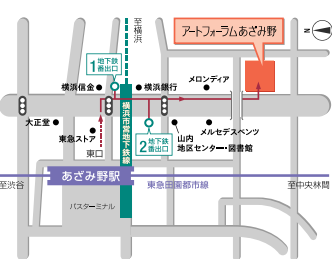 至横浜
アートフォーラムあざみ野
N
1 地下鉄
番出口
横浜信金
横浜銀行
メロンディア
大正堂
東急ストア
東口
横浜市営地下鉄線
2 地下鉄
番出口
山内
地区センター・図書館
メルセデスベンツ
あざみ野駅
至渋谷
東急田園都市線
至中央林間
バスターミナル